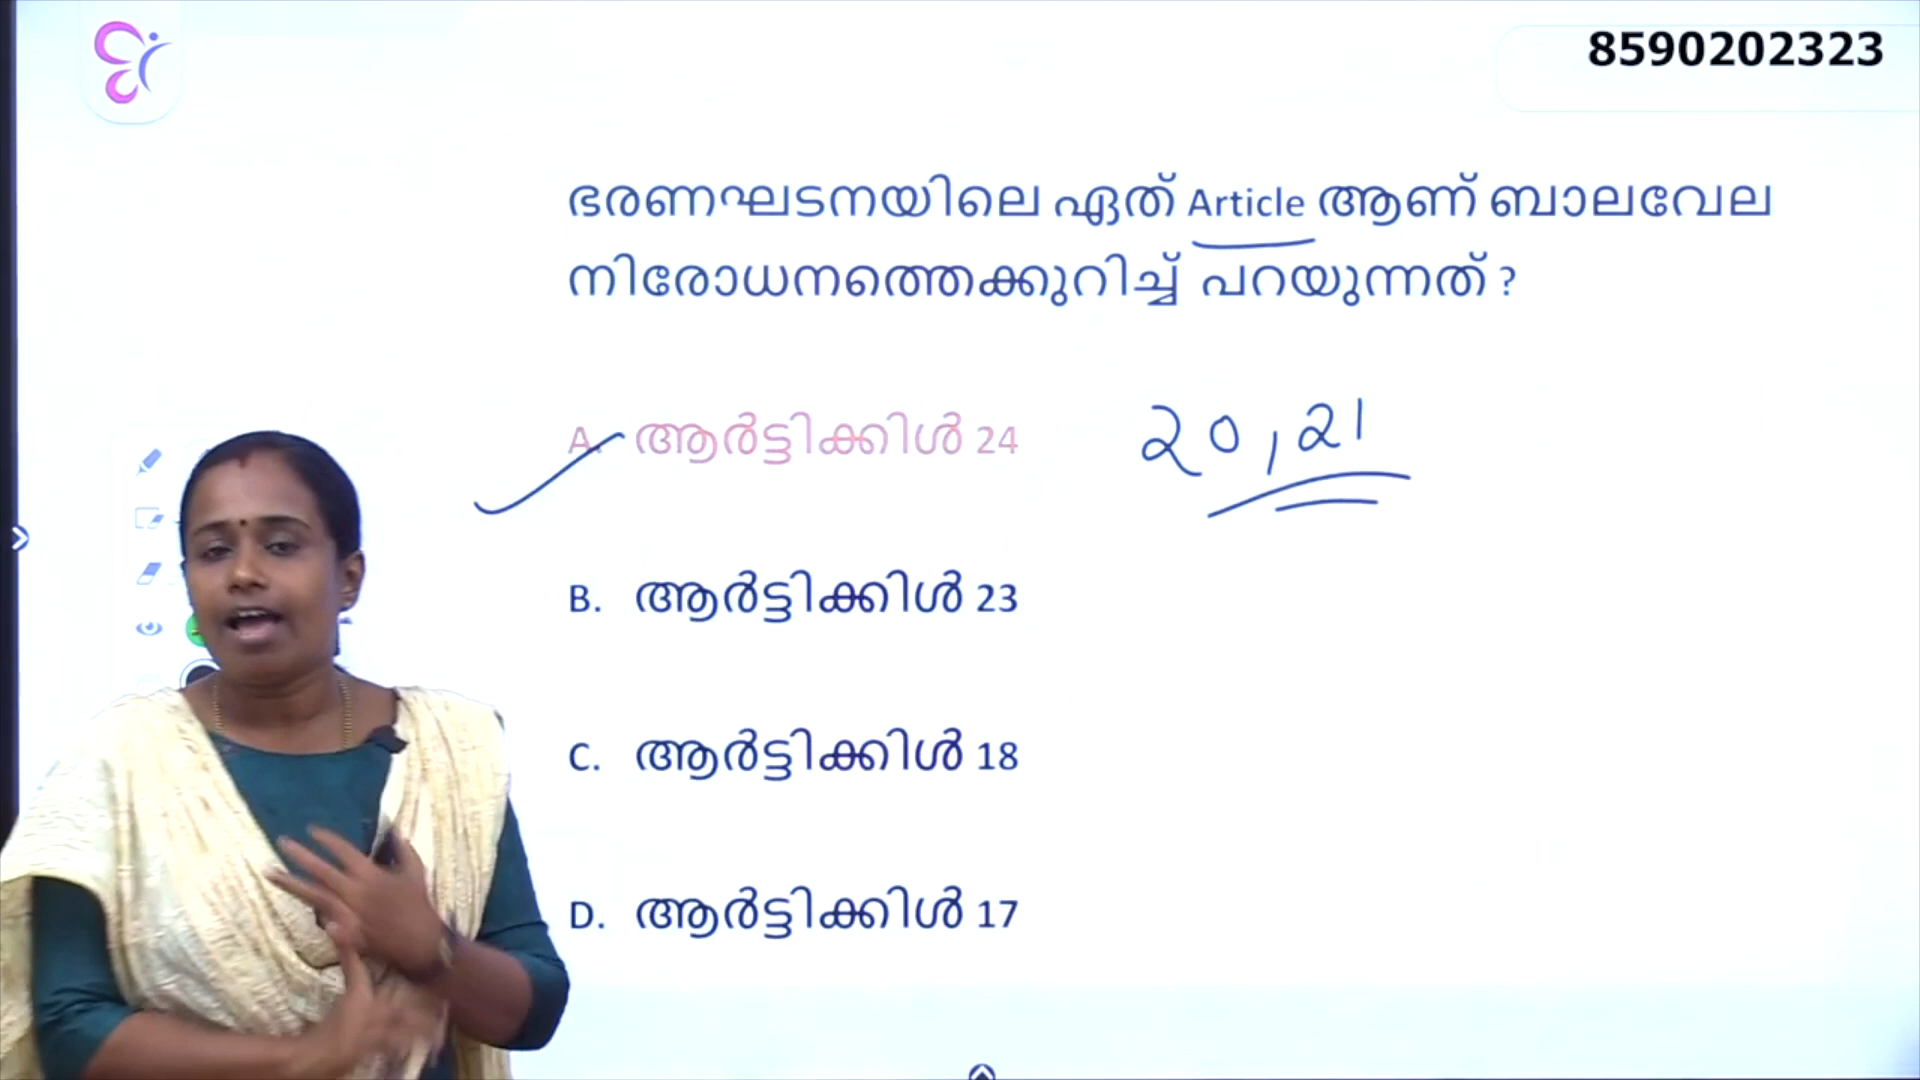 8590202323
ഭരണഘടനയിലെ ഏത് Article ആണ് ബാലവേല
നിരോധനത്തെക്കുറിച്ച് പറയുന്നത് ?
A. ആർട്ടിക്കിൾ 24
20, 21
B. ആർട്ടിക്കിൾ 23
C. ആർട്ടിക്കിൾ 18
D. ആർട്ടിക്കിൾ 17